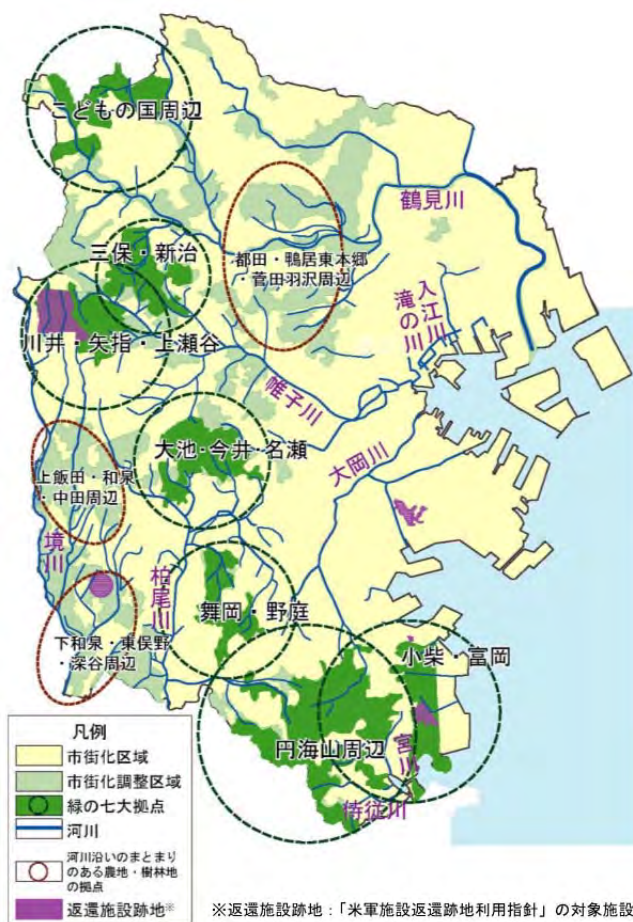 こどもの国周辺
三保・新治
都田・鴨居東本郷
・菅田羽沢周辺
鶴見川
入江川
滝の川
川井・矢指・上瀬谷
帷子川
大池・今井・名瀬
大岡川
上飯田・和泉
・中田周辺
境川
柏尾川
舞岡・野庭
下和泉・東俣野
・深谷周辺
小柴・富岡
円海山周辺
宮川
侍従川
凡例
市街化区域
市街化調整区域
緑の七大拠点
河川
河川沿いのまとまり
のある農地・樹林地
の拠点
返還施設跡地※
※返還施設跡地：「米軍施設返還跡地利用指針」の対象施設